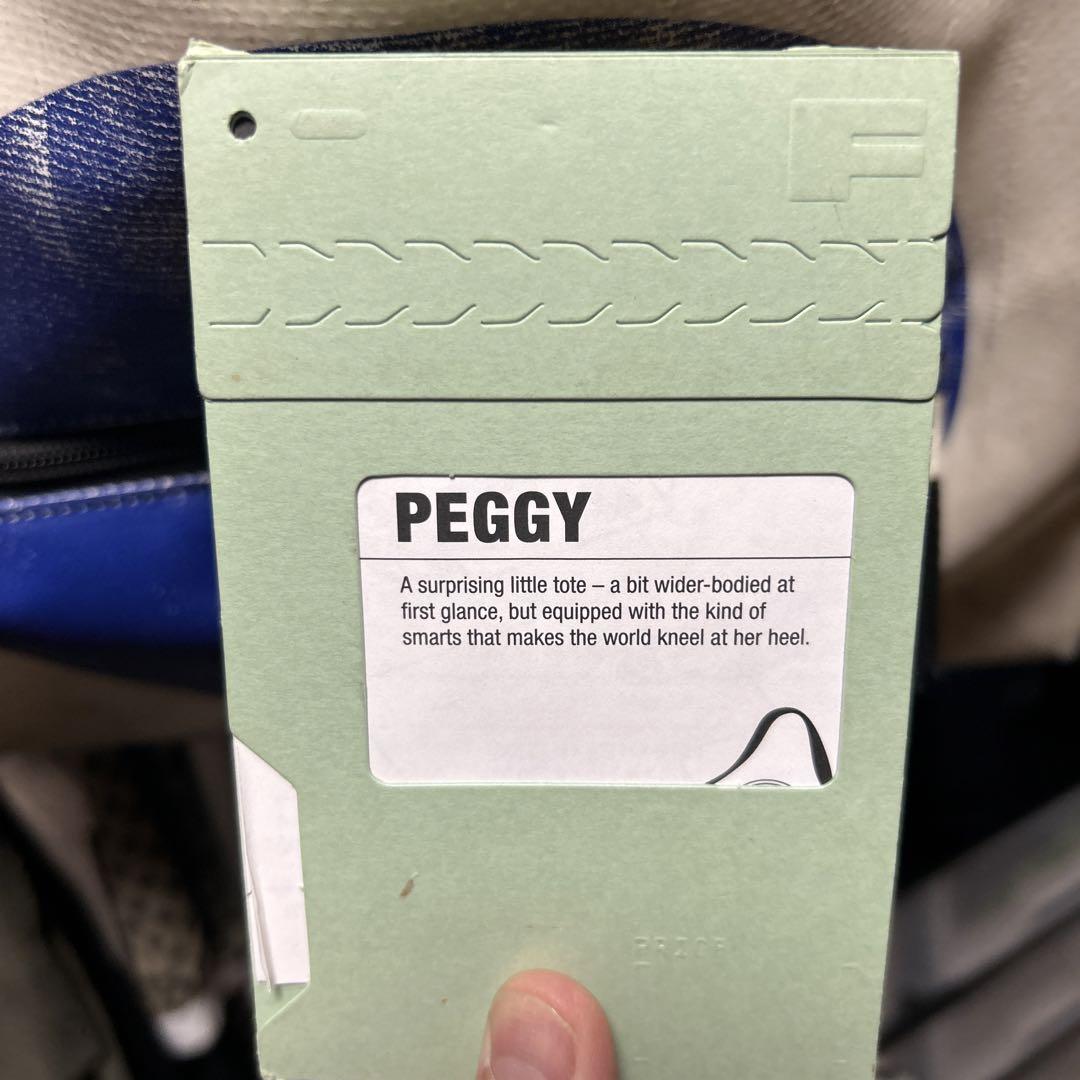 F
PEGGY
A surprising little tote – a bit wider-bodied at
first glance, but equipped with the kind of
smarts that makes the world kneel at her heel.